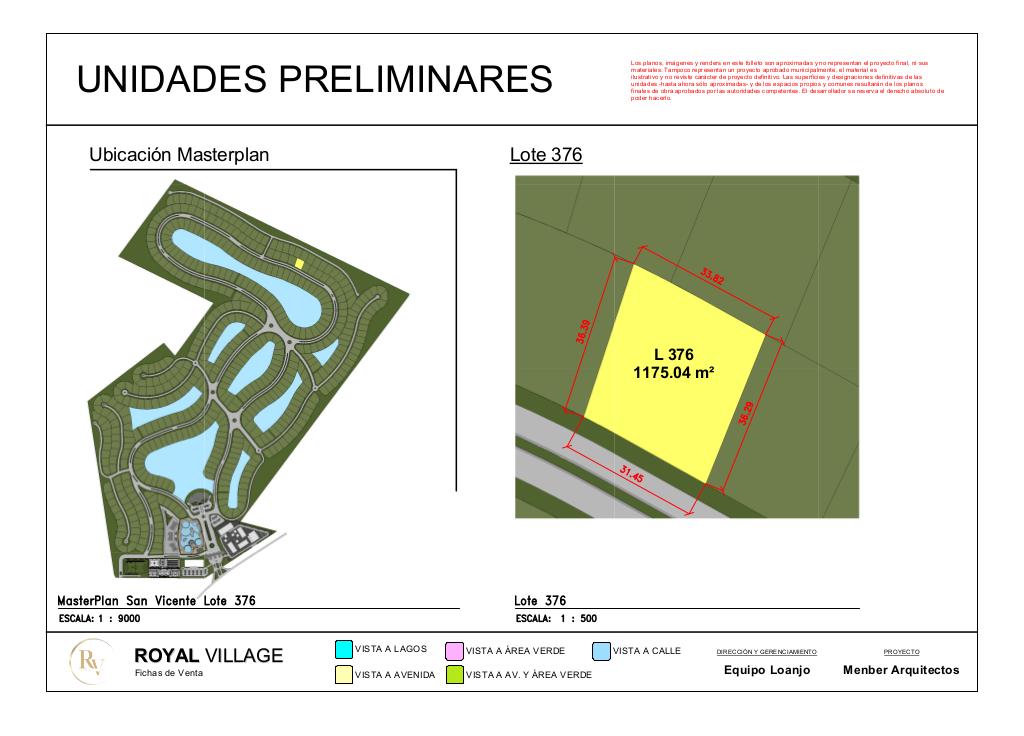 UNIDADES PRELIMINARES
Los planos, imágenes y renders en este folleto son aproximadas y no representan el proyecto final, ni sus
materiales. Tampoco representan un proyecto aprobado municipalmente, el material es
ilustrativo y no reviste carácter de proyecto definitivo. Las superficies y designaciones definitivas de las
unidades -hasta ahora sólo aproximadas- y de los espacios propios y comunes resultarán de los planos
finales de obra aprobados por las autoridades competentes. El desarrollador se reserva el derecho absoluto de
poder hacerlo.
Ubicación Masterplan
Lote 376
33.82
36.39
L 376
1175.04 m²
36.29
31.45
MasterPlan San Vicente Lote 376
ESCALA: 1 : 9000
Lote 376
ESCALA: 1 : 500
RV
ROYAL VILLAGE
Fichas de Venta
VISTA A LAGOS
VISTA A ÁREA VERDE
VISTA A CALLE
VISTA A AVENIDA
VISTA A AV. Y ÁREA VERDE
DIRECCIÓN Y GERENCIAMIENTO
Equipo Loanjo
PROYECTO
Menber Arquitectos